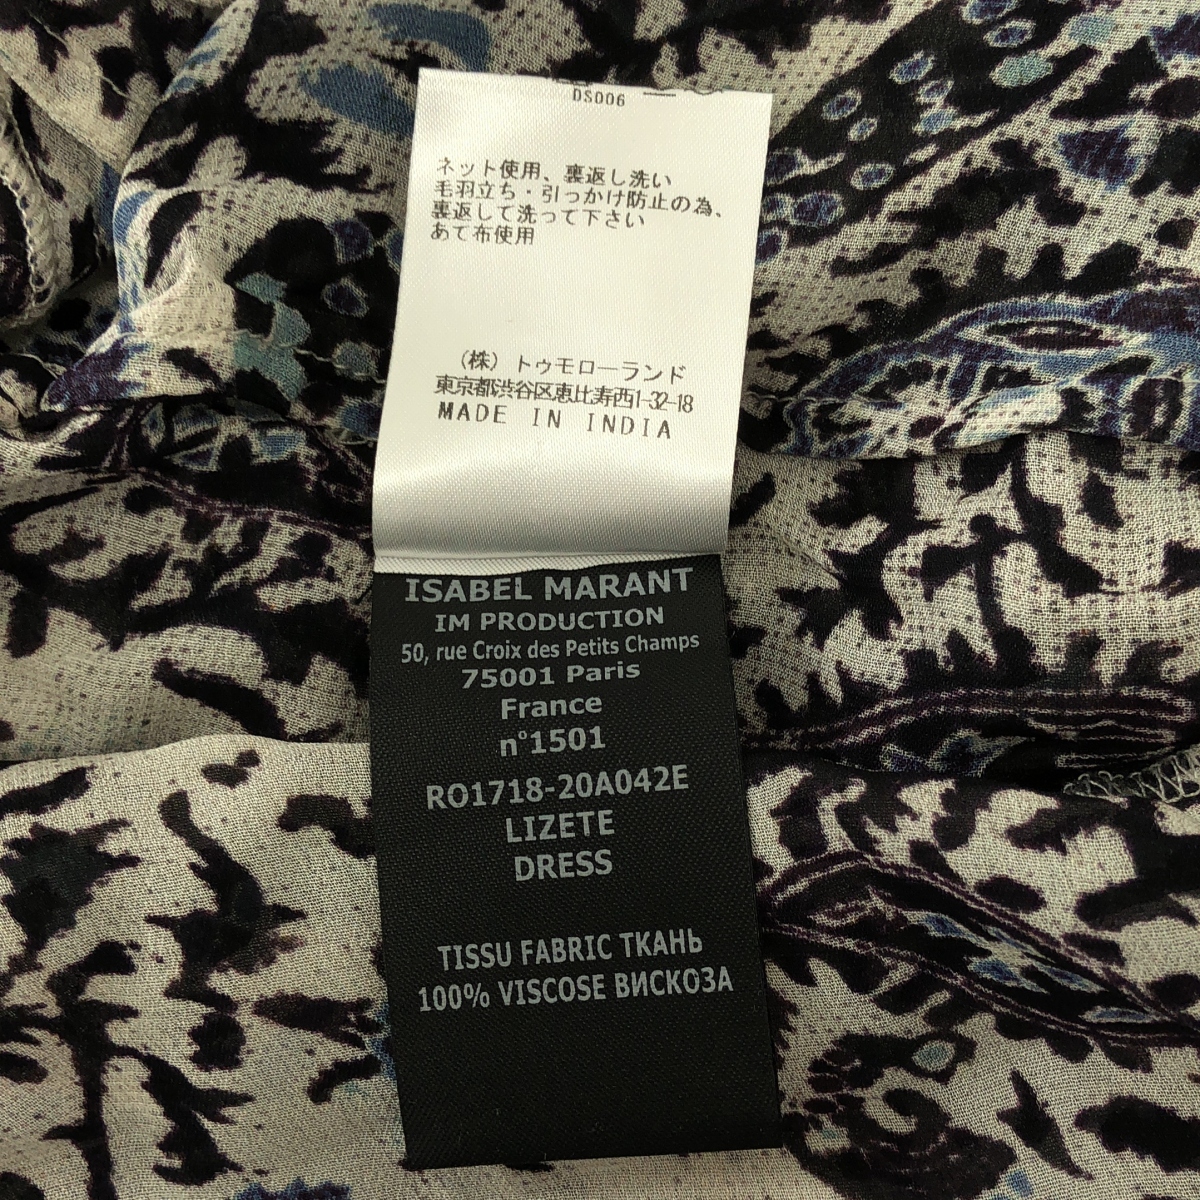 DS006
ネット使用、裏返し洗い
毛羽立ち・引っかけ防止の為、
裏返して洗って下さい
あて布使用
(株) トゥモローランド
東京都渋谷区恵比寿西1-32-18
MADE IN INDIA
ISABEL MARANT
IM PRODUCTION
50, rue Croix des Petits Champs
75001 Paris
France
n°1501
RO1718-20A042E
LIZETE
DRESS
TISSU FABRIC ТКАНЬ
100% VISCOSE ВИСКОЗА